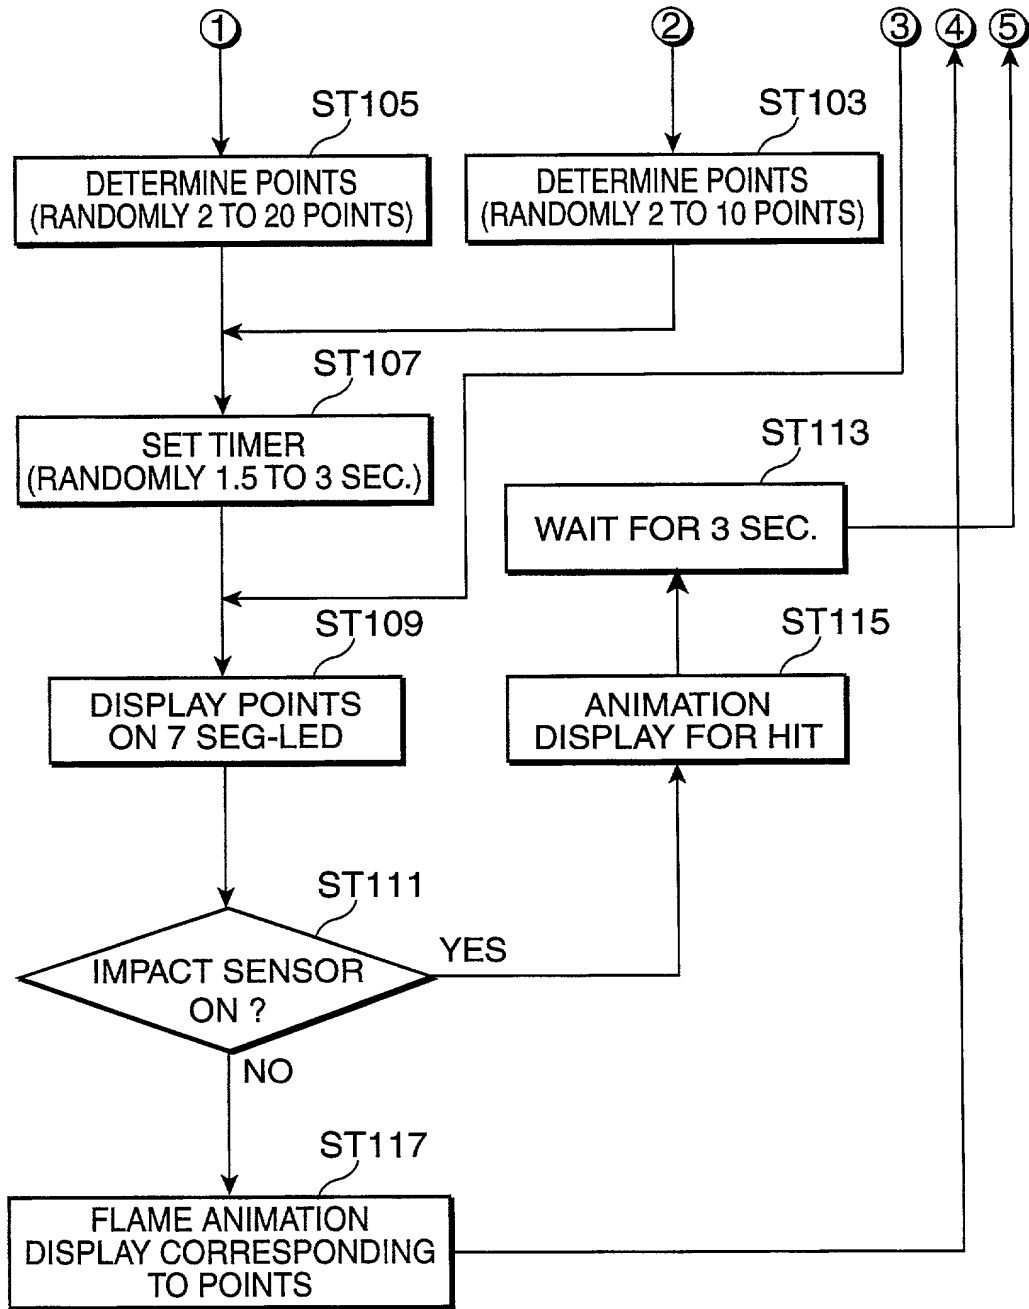 1 2 3 4 5
ST105
DETERMINE POINTS
(RANDOMLY 2 TO 20 POINTS)
ST103
DETERMINE POINTS
(RANDOMLY 2 TO 10 POINTS)
ST107
SET TIMER
(RANDOMLY 1.5 TO 3 SEC.)
ST113
WAIT FOR 3 SEC.
ST109
DISPLAY POINTS
ON 7 SEG-LED
ST115
ANIMATION
DISPLAY FOR HIT
ST111
IMPACT SENSOR
ON ?
YES
NO
ST117
FLAME ANIMATION
DISPLAY CORRESPONDING
TO POINTS